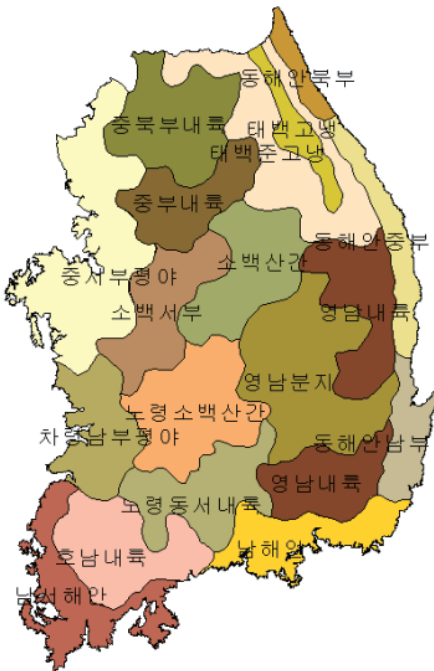 동해안북부
중북부내륙
태백고냉
태백준고냉
중부내륙
동해안중부
소백산간
중서부평야
소백서부
영남내륙
영남분지
노령소백산간
차령남부평야
동해안남부
영남내륙
노령동서내륙
호남내륙
남해안
남서해안